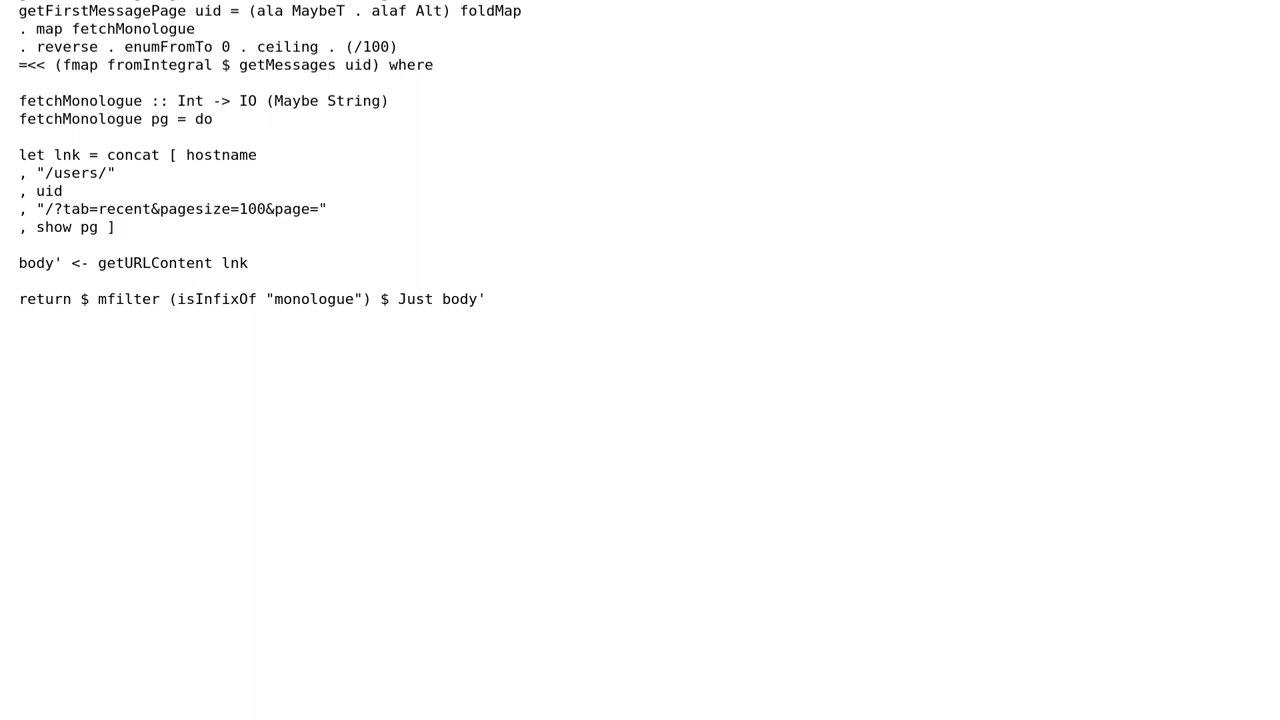 getFirstMessagePage uid = (ala MaybeT . alaf Alt) foldMap
. map fetchMonologue
. reverse . enumFromTo 0 . ceiling . (/100)
=<< (fmap fromIntegral $ getMessages uid) where
fetchMonologue :: Int -> IO (Maybe String)
fetchMonologue pg = do
let lnk = concat [ hostname
, "/users/"
, uid
, "/?tab=recent&pagesize=100&page="
, show pg ]
body' <- getURLContent lnk
return $ mfilter (isInfixOf "monologue") $ Just body'